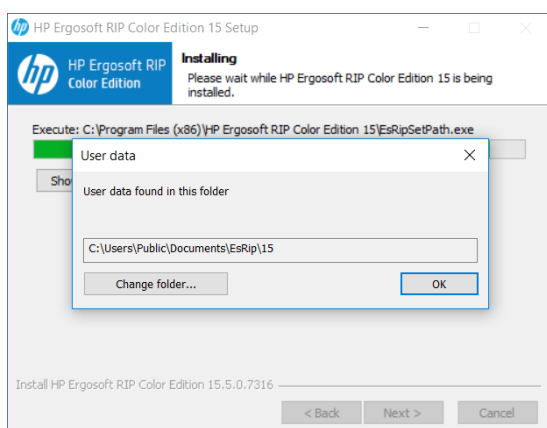 HP Ergosoft RIP Color Edition 15 Setup
hp
HP Ergosoft RIP
Color Edition
Installing
Please wait while HP Ergosoft RIP Color Edition 15 is being
installed.
Execute: C:\Program Files (x86)\HP Ergosoft RIP Color Edition 15\EsRipSetPath.exe
Sho
User data
User data found in this folder
C:\Users\Public\Documents\EsRip\15
Change folder...
OK
Install HP Ergosoft RIP Color Edition 15.5.0.7316
< Back
Next >
Cancel